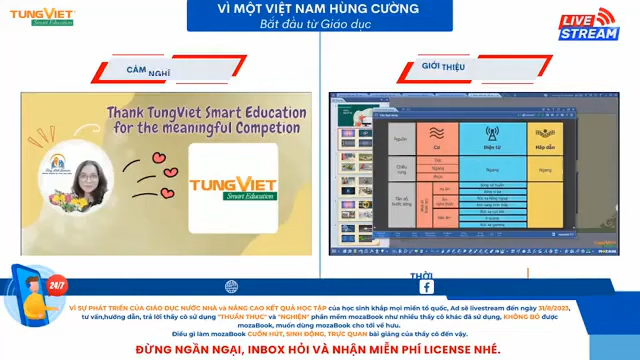 TUNGVIET
Smart Education
VÌ MỘT VIỆT NAM HÙNG CƯỜNG
Bắt đầu từ Giáo dục
LIVE
STREAM
CẢM NGHĨ
GIỚI THIỆU
Thank TungViet Smart Education
for the meaningful Competion
TUNGVIET
Smart Education
Nguồn
Cơ
Điện từ
Hấp dẫn
Dọc
Ngang
Ngang
Ngang
24/7
THỜI
VÌ SỰ PHÁT TRIỂN CỦA GIÁO DỤC NƯỚC NHÀ VÀ NÂNG CAO KẾT QUẢ HỌC TẬP của học sinh khắp mọi miền tổ quốc, Ad sẽ livestream đến ngày 31/8/2023,
tư vấn, hướng dẫn, trả lời thầy cô sử dụng "THUẦN THỤC" và "NGHIỆN" phần mềm mozaBook như nhiều thầy cô khác đã sử dụng, KHÔNG BỎ được
mozaBook, muốn dùng mozaBook cho tới về hưu.
Điều gì làm mozaBook CUỐN HÚT, SINH ĐỘNG, TRỰC QUAN bài giảng của thầy cô đến vậy.
ĐỪNG NGẦN NGẠI, INBOX HỎI VÀ NHẬN MIỄN PHÍ LICENSE NHÉ.